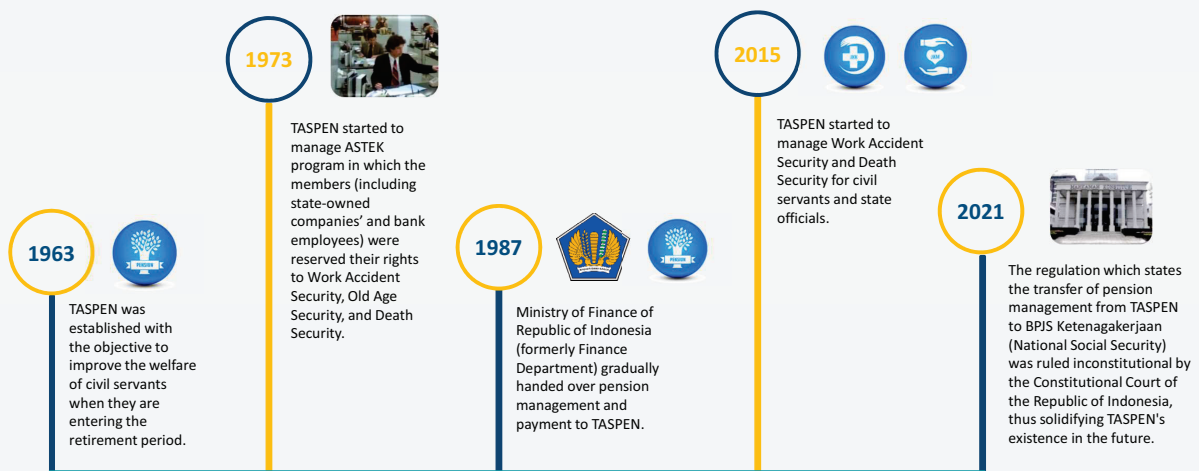 1963
PENSION
TASPEN was
established with
the objective to
improve the welfare
of civil servants
when they are
entering the
retirement period.
1973
TASPEN started to
manage ASTEK
program in which the
members (including
state-owned
companies’ and bank
employees) were
reserved their rights
to Work Accident
Security, Old Age
Security, and Death
Security.
1987
PENSION
Ministry of Finance of
Republic of Indonesia
(formerly Finance
Department) gradually
handed over pension
management and
payment to TASPEN.
2015
JKK
JKM
TASPEN started to
manage Work Accident
Security and Death
Security for civil
servants and state
officials.
2021
The regulation which states
the transfer of pension
management from TASPEN
to BPJS Ketenagakerjaan
(National Social Security)
was ruled inconstitutional by
the Constitutional Court of
the Republic of Indonesia,
thus solidifying TASPEN's
existence in the future.